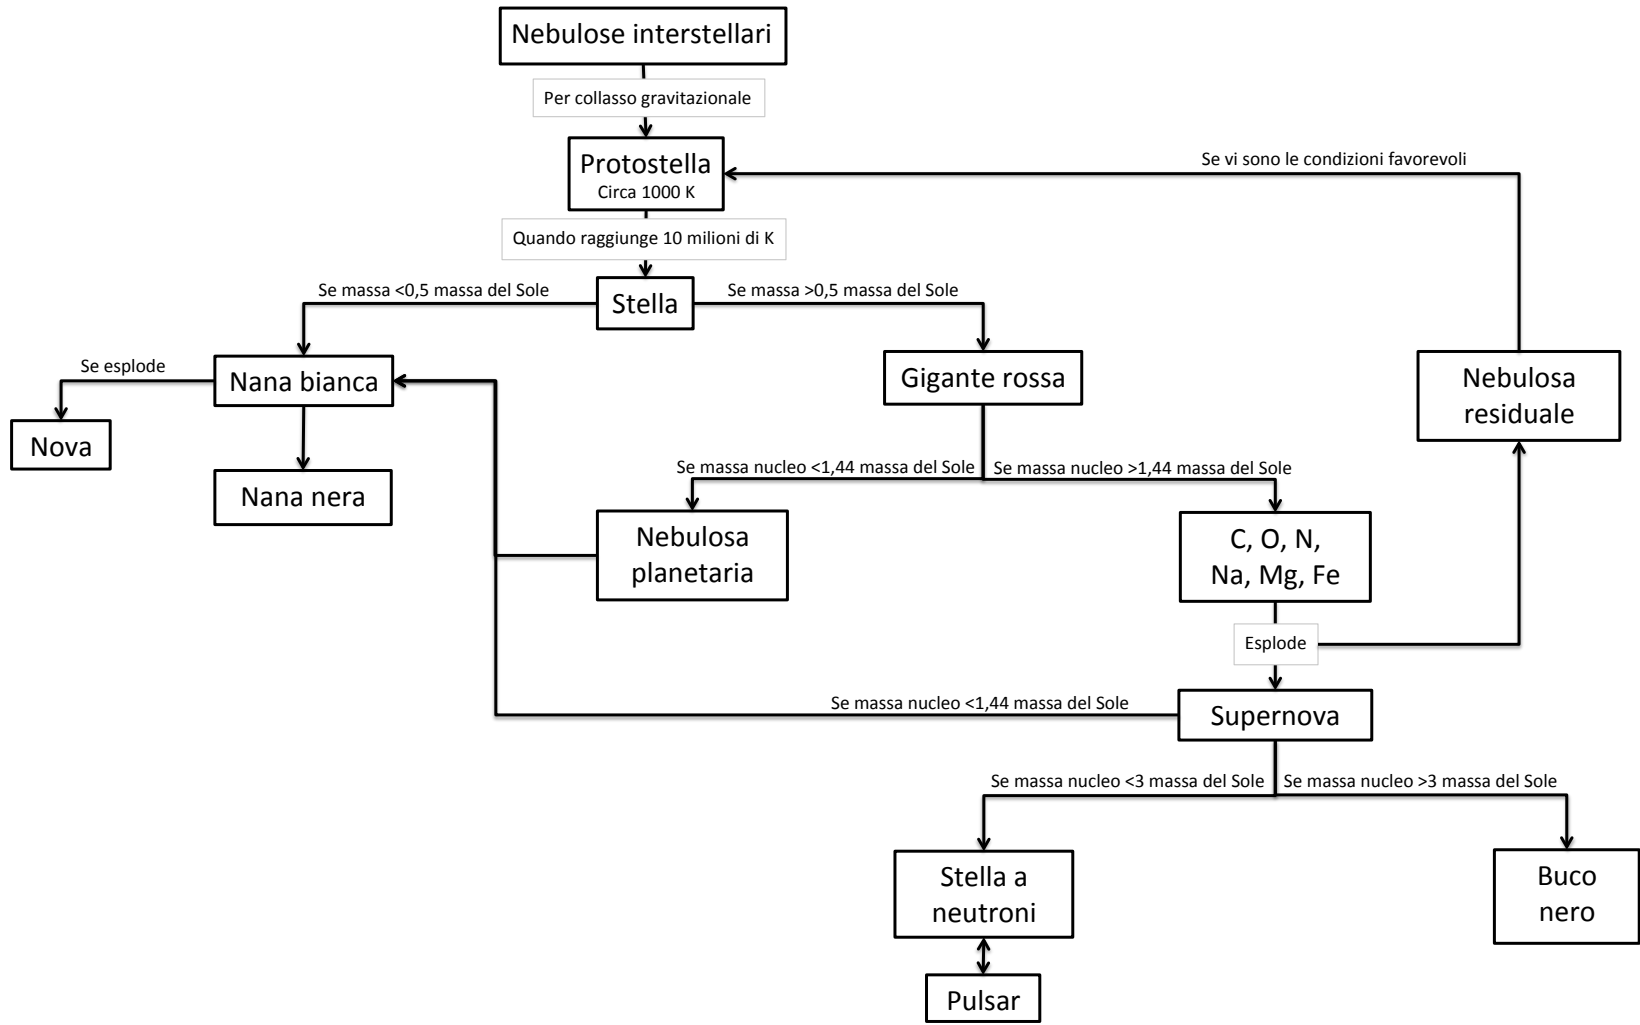 Nebulose interstellari
Per collasso gravitazionale
Protostella
Circa 1000 K
Se vi sono le condizioni favorevoli
Quando raggiunge 10 milioni di K
Se massa <0,5 massa del Sole
Stella
Se massa >0,5 massa del Sole
Se esplode
Nana bianca
Gigante rossa
Nebulosa
residuale
Nova
Nana nera
Se massa nucleo <1,44 massa del Sole
Se massa nucleo >1,44 massa del Sole
Nebulosa
planetaria
C, O, N,
Na, Mg, Fe
Esplode
Se massa nucleo <1,44 massa del Sole
Supernova
Se massa nucleo <3 massa del Sole
Se massa nucleo >3 massa del Sole
Stella a
neutroni
Buco
nero
Pulsar